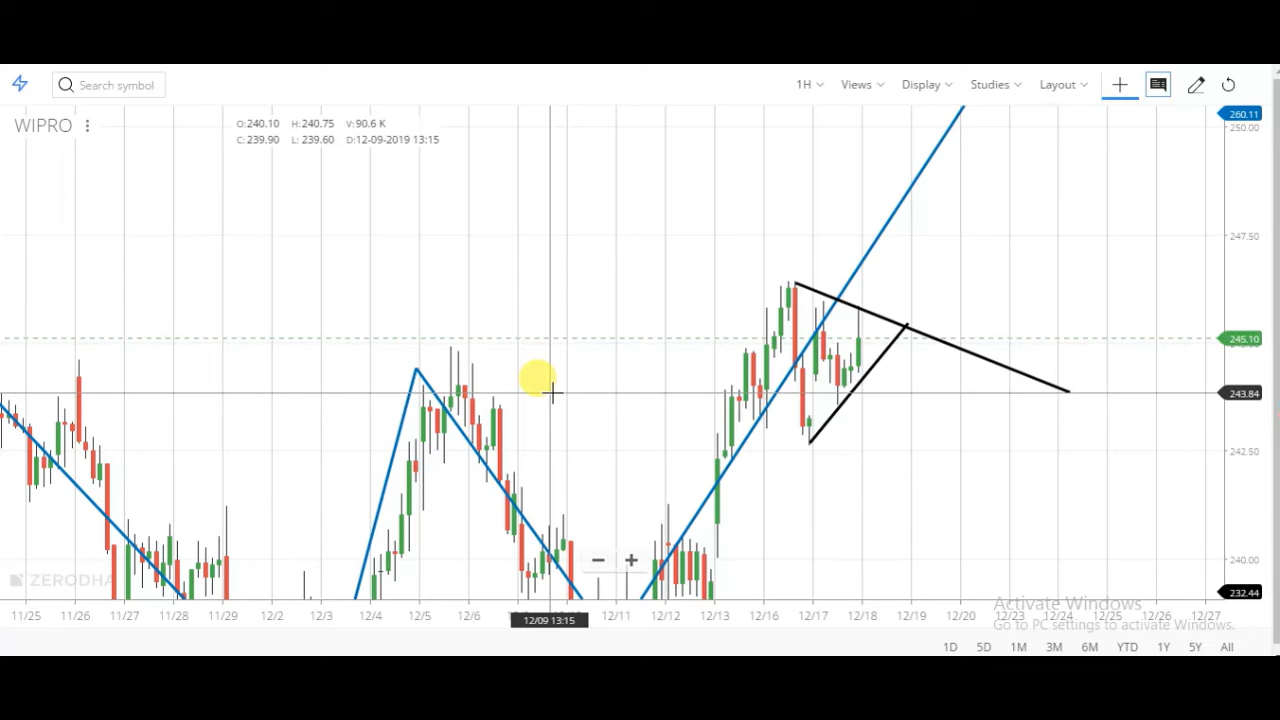 Search symbol
1H Views Display Studies Layout
WIPRO
O:240.10 H:240.75 V:90.6 K
C:239.90 L:239.60 D:12-09-2019 13:15
260.11
250.00
247.50
245.10
243.84
242.50
240.00
232.44
ZERODHA
11/25 11/26 11/27 11/28 11/29 12/2 12/3 12/4 12/5 12/6 12/11 12/12 12/13 12/16 12/17 12/18 12/19 12/20 12/23 12/24 12/25 12/26 12/27
12/09 13:15
Activate Windows
Go to PC settings to activate Windows.
1D 5D 1M 3M 6M YTD 1Y 5Y All